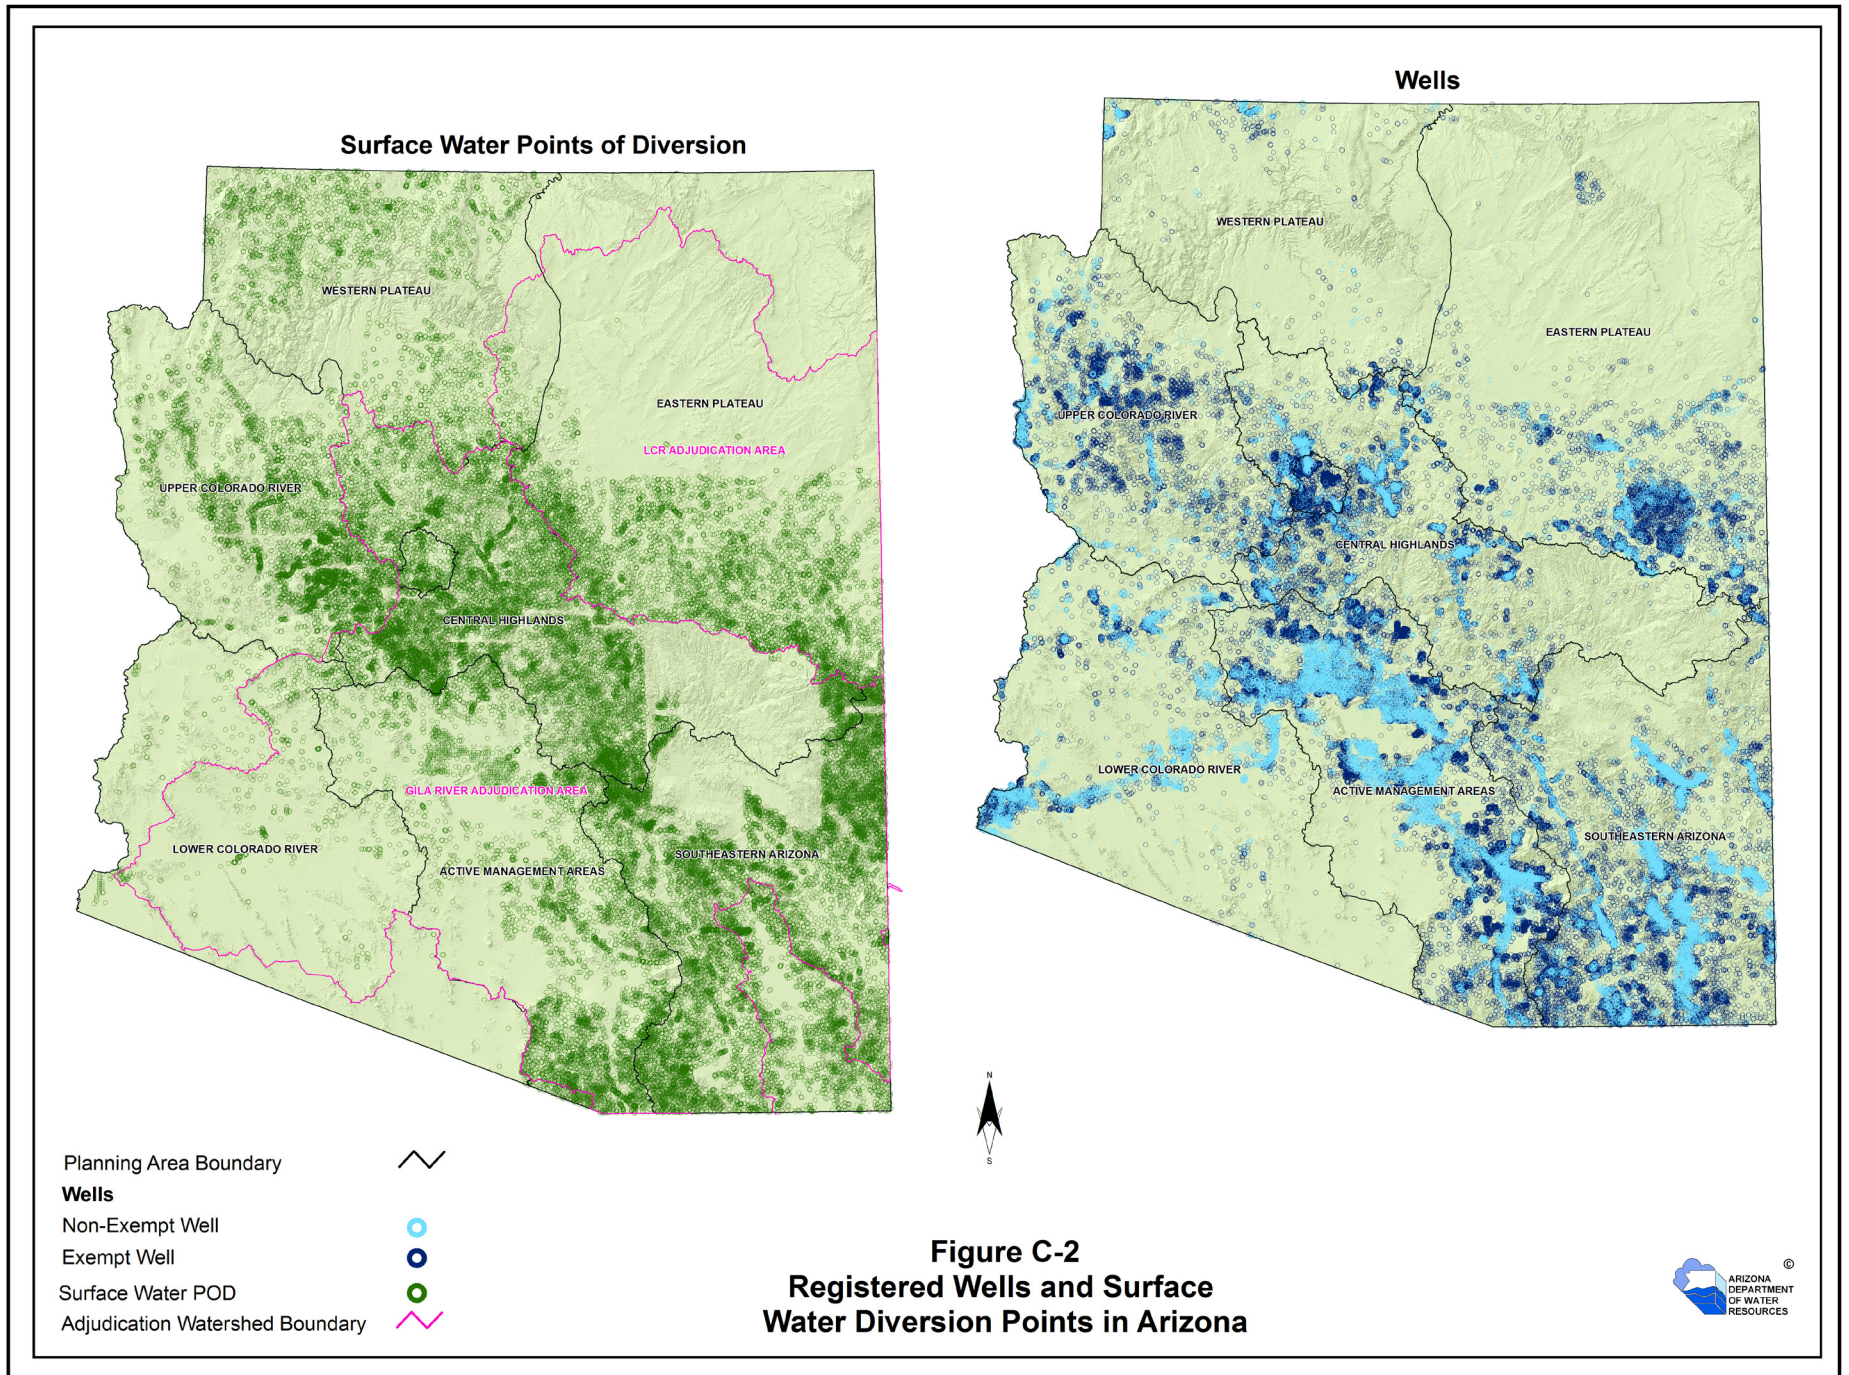 Wells
Surface Water Points of Diversion
WESTERN PLATEAU
EASTERN PLATEAU
LCR ADJUDICATION AREA
UPPER COLORADO RIVER
CENTRAL HIGHLANDS
GILA RIVER ADJUDICATION AREA
LOWER COLORADO RIVER
SOUTHEASTERN ARIZONA
ACTIVE MANAGEMENT AREAS
WESTERN PLATEAU
EASTERN PLATEAU
UPPER COLORADO RIVER
CENTRAL HIGHLANDS
LOWER COLORADO RIVER
ACTIVE MANAGEMENT AREAS
SOUTHEASTERN ARIZONA
N
S
Planning Area Boundary
Wells
Non-Exempt Well
Exempt Well
Surface Water POD
Adjudication Watershed Boundary
Figure C-2
Registered Wells and Surface
Water Diversion Points in Arizona
©
ARIZONA
DEPARTMENT
OF WATER
RESOURCES